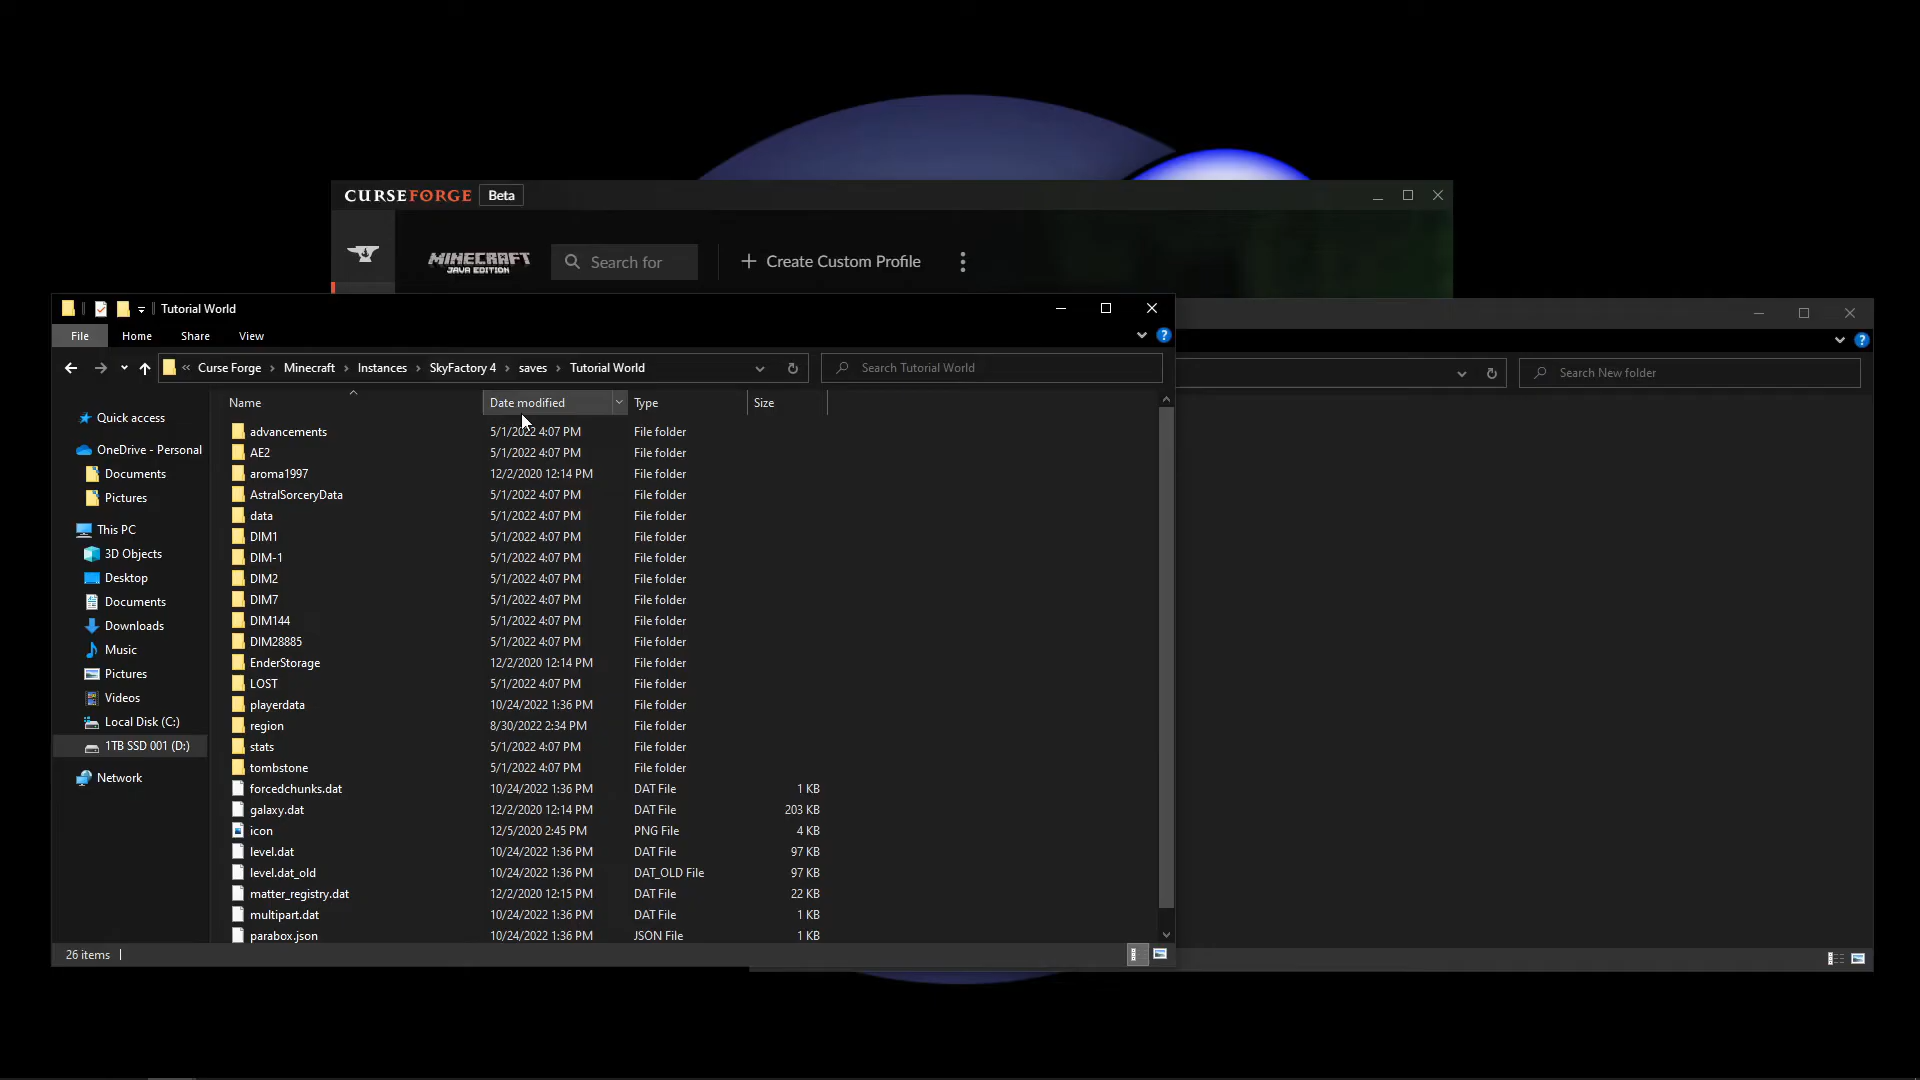 CURSEFORGE Beta
MINECRAFT
JAVA EDITION
Search for
Create Custom Profile
Tutorial World
File Home Share View
« Curse Forge › Minecraft › Instances › SkyFactory 4 › saves › Tutorial World
Search Tutorial World
Search New folder
Name Date modified Type Size
Quick access
OneDrive - Personal
Documents
Pictures
This PC
3D Objects
Desktop
Documents
Downloads
Music
Pictures
Videos
Local Disk (C:)
1TB SSD 001 (D:)
Network
advancements 5/1/2022 4:07 PM File folder
AE2 5/1/2022 4:07 PM File folder
aroma1997 12/2/2020 12:14 PM File folder
AstralSorceryData 5/1/2022 4:07 PM File folder
data 5/1/2022 4:07 PM File folder
DIM1 5/1/2022 4:07 PM File folder
DIM-1 5/1/2022 4:07 PM File folder
DIM2 5/1/2022 4:07 PM File folder
DIM7 5/1/2022 4:07 PM File folder
DIM144 5/1/2022 4:07 PM File folder
DIM28885 5/1/2022 4:07 PM File folder
EnderStorage 12/2/2020 12:14 PM File folder
LOST 5/1/2022 4:07 PM File folder
playerdata 10/24/2022 1:36 PM File folder
region 8/30/2022 2:34 PM File folder
stats 5/1/2022 4:07 PM File folder
tombstone 5/1/2022 4:07 PM File folder
forcedchunks.dat 10/24/2022 1:36 PM DAT File 1 KB
galaxy.dat 12/2/2020 12:14 PM DAT File 203 KB
icon 12/5/2020 2:45 PM PNG File 4 KB
level.dat 10/24/2022 1:36 PM DAT File 97 KB
level.dat_old 10/24/2022 1:36 PM DAT_OLD File 97 KB
matter_registry.dat 12/2/2020 12:15 PM DAT File 22 KB
multipart.dat 10/24/2022 1:36 PM DAT File 1 KB
parabox.json 10/24/2022 1:36 PM JSON File 1 KB
26 items